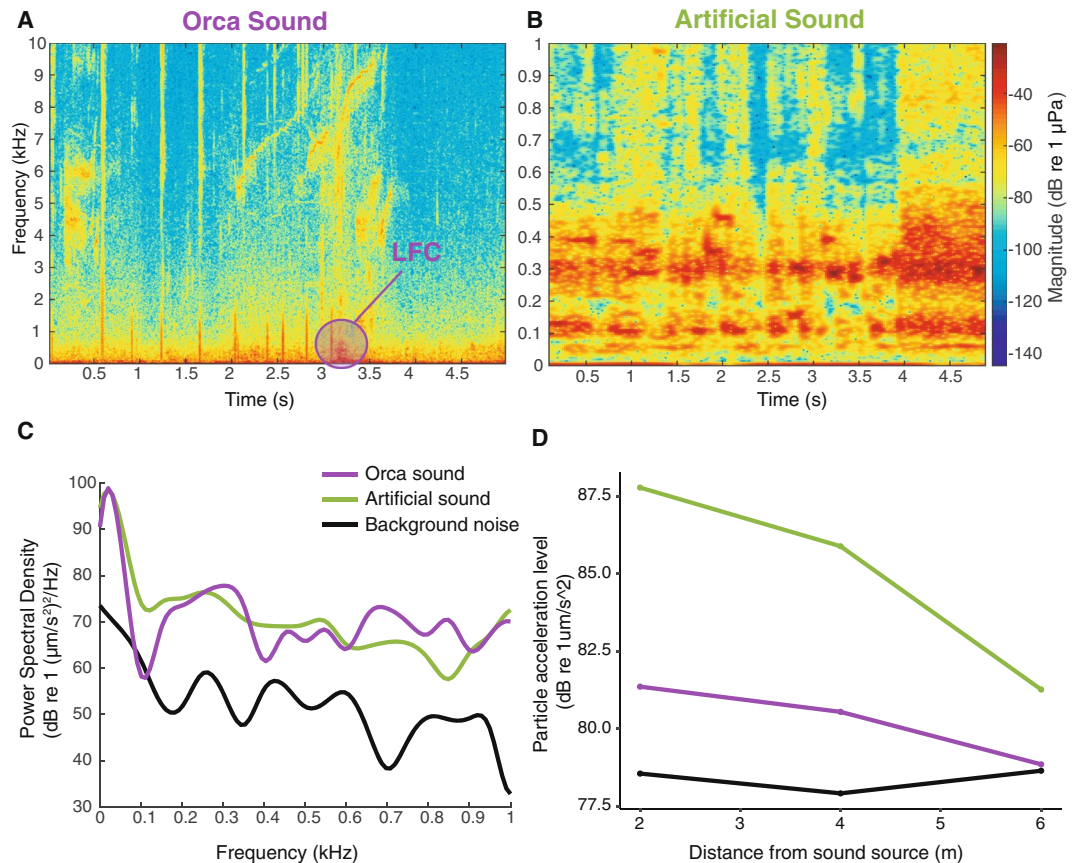 A
Orca Sound
B
Artificial Sound
10
9
8
7
6
5
4
3
2
1
0
Frequency (kHz)
LFC
0.5 1 1.5 2 2.5 3 3.5 4 4.5
Time (s)
1
0.9
0.8
0.7
0.6
0.5
0.4
0.3
0.2
0.1
0
0.5 1 1.5 2 2.5 3 3.5 4 4.5
Time (s)
-40
-60
-80
-100
-120
-140
Magnitude (dB re 1 µPa)
C
Orca sound
Artificial sound
Background noise
100
90
80
70
60
50
40
30
Power Spectral Density
(dB re 1 (µm/s²)²/Hz)
0 0.1 0.2 0.3 0.4 0.5 0.6 0.7 0.8 0.9 1
Frequency (kHz)
D
87.5
85.0
82.5
80.0
77.5
Particle acceleration level
(dB re 1um/s^2)
2 3 4 5 6
Distance from sound source (m)